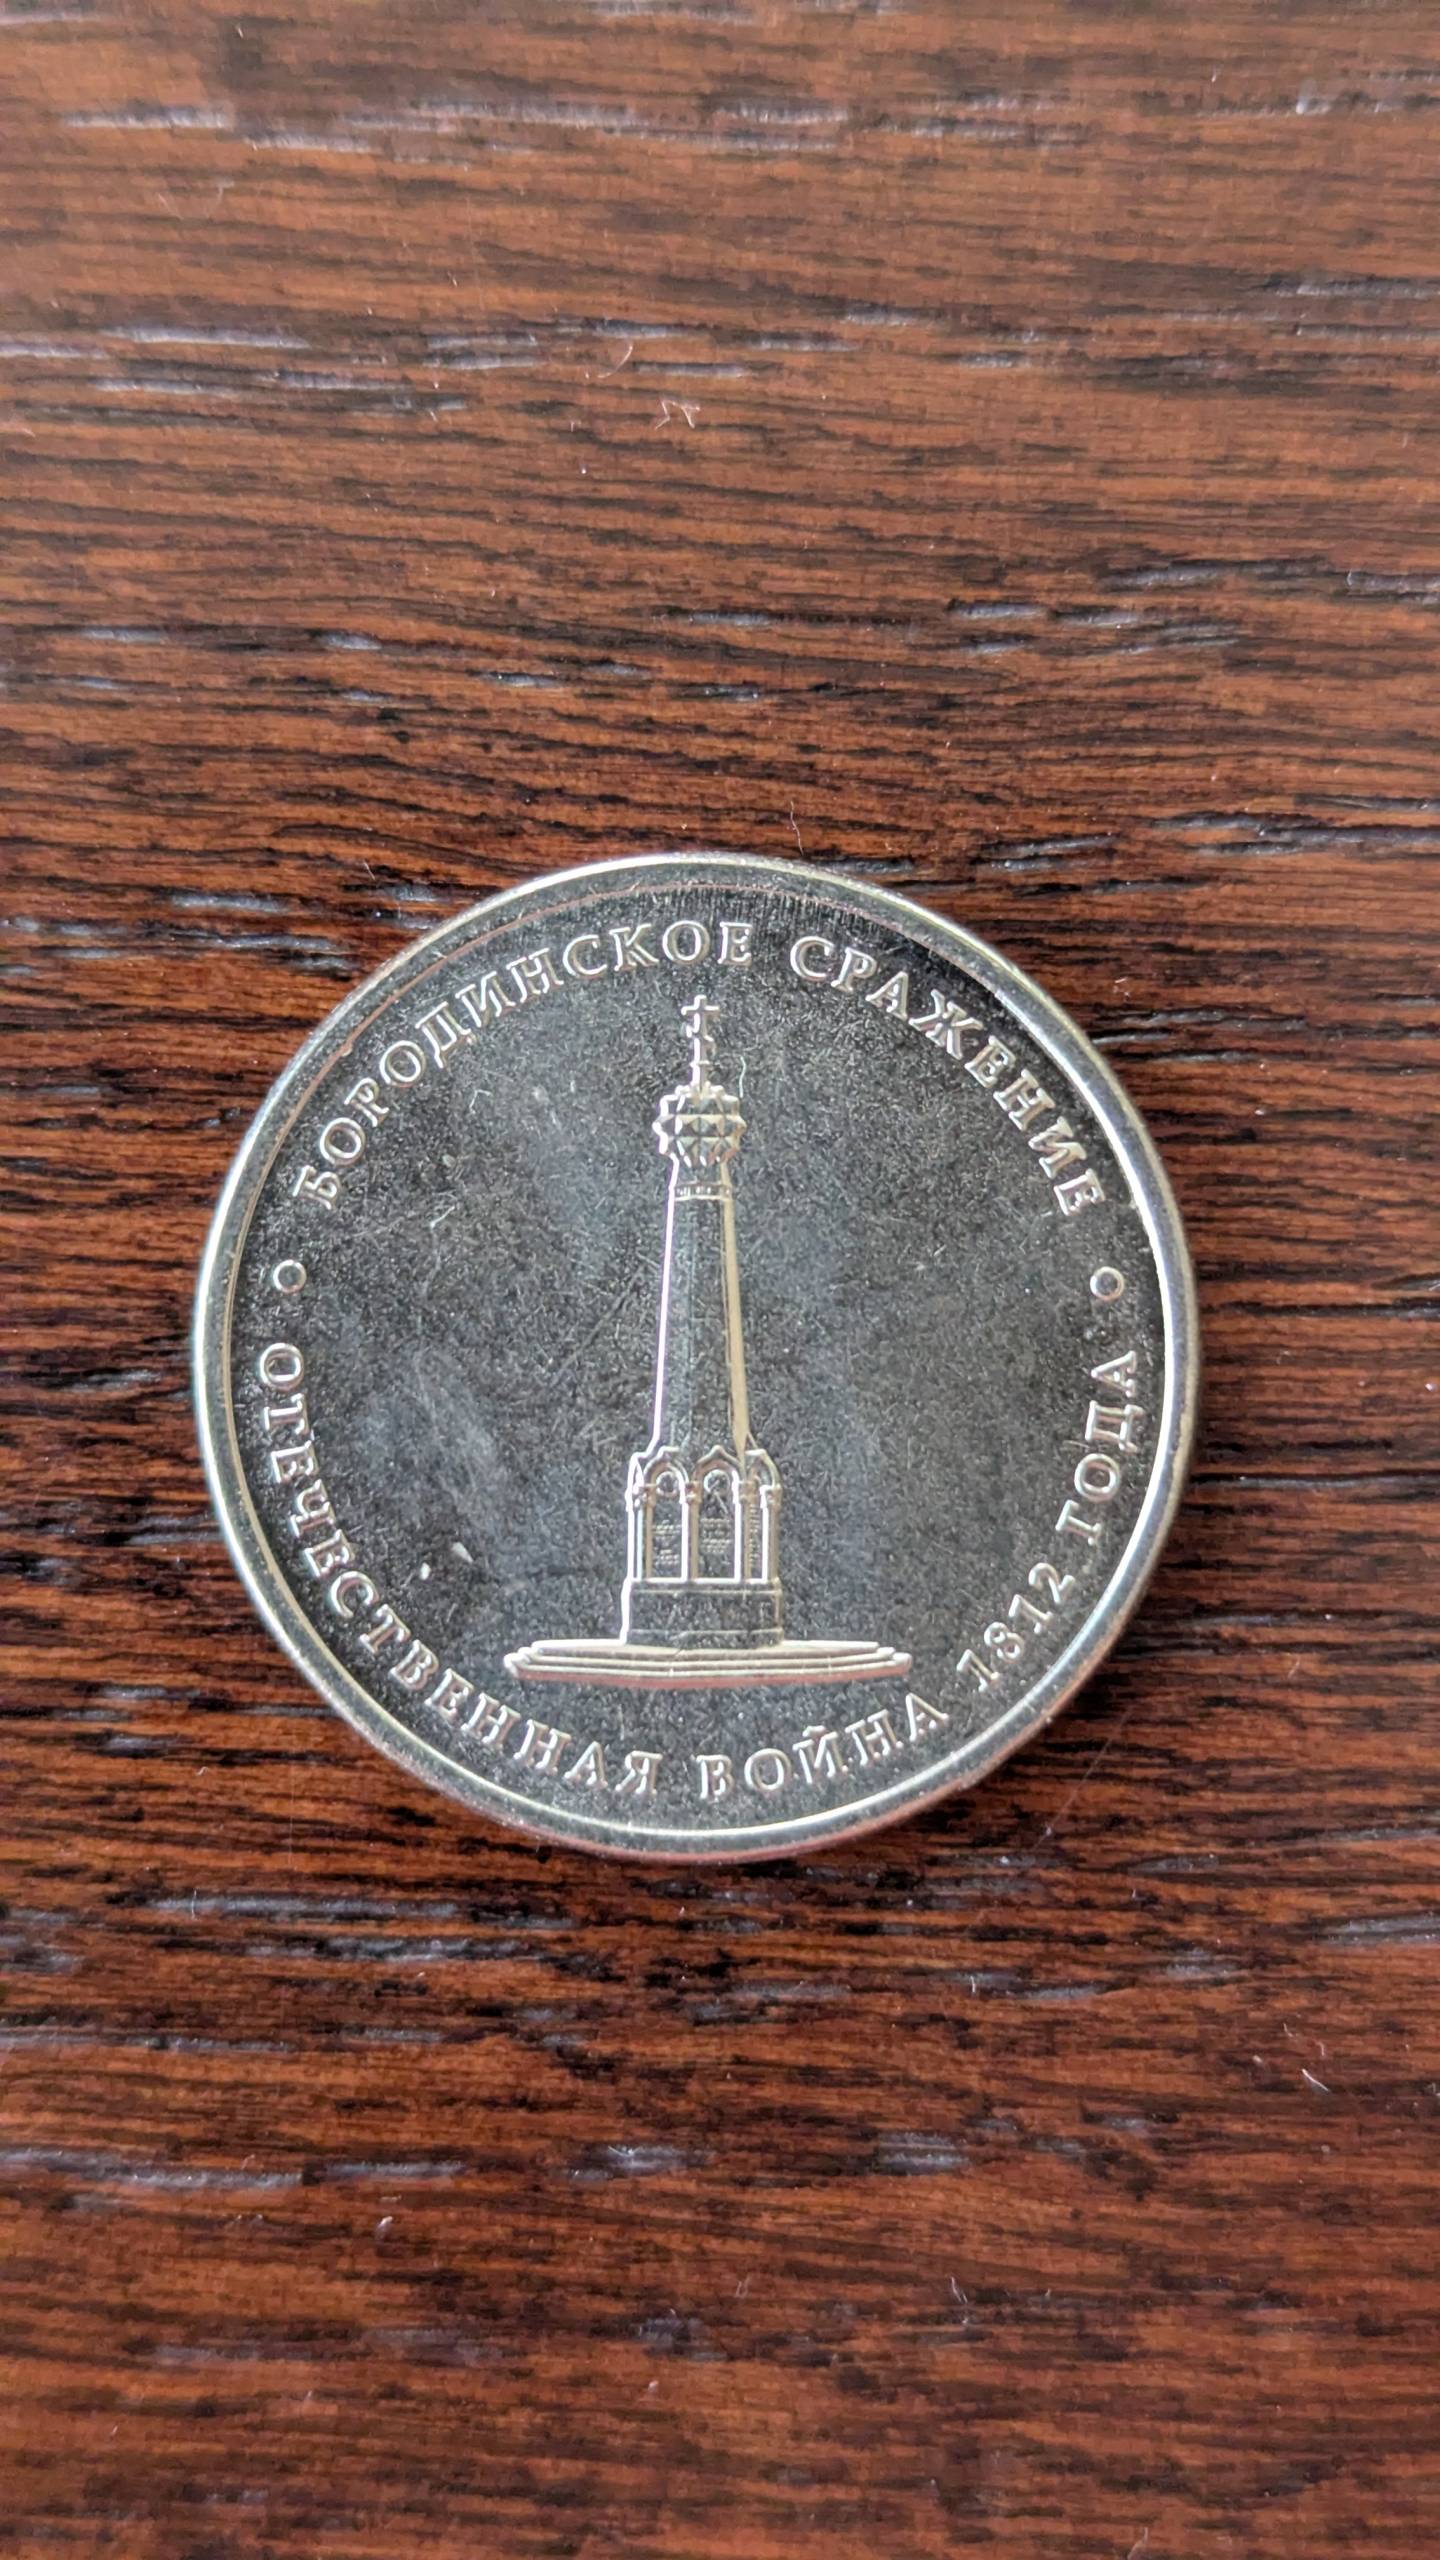 БОРОДИНСКОЕ СРАЖЕНИЕ
ОТЕЧЕСТВЕННАЯ ВОЙНА 1812 ГОДА